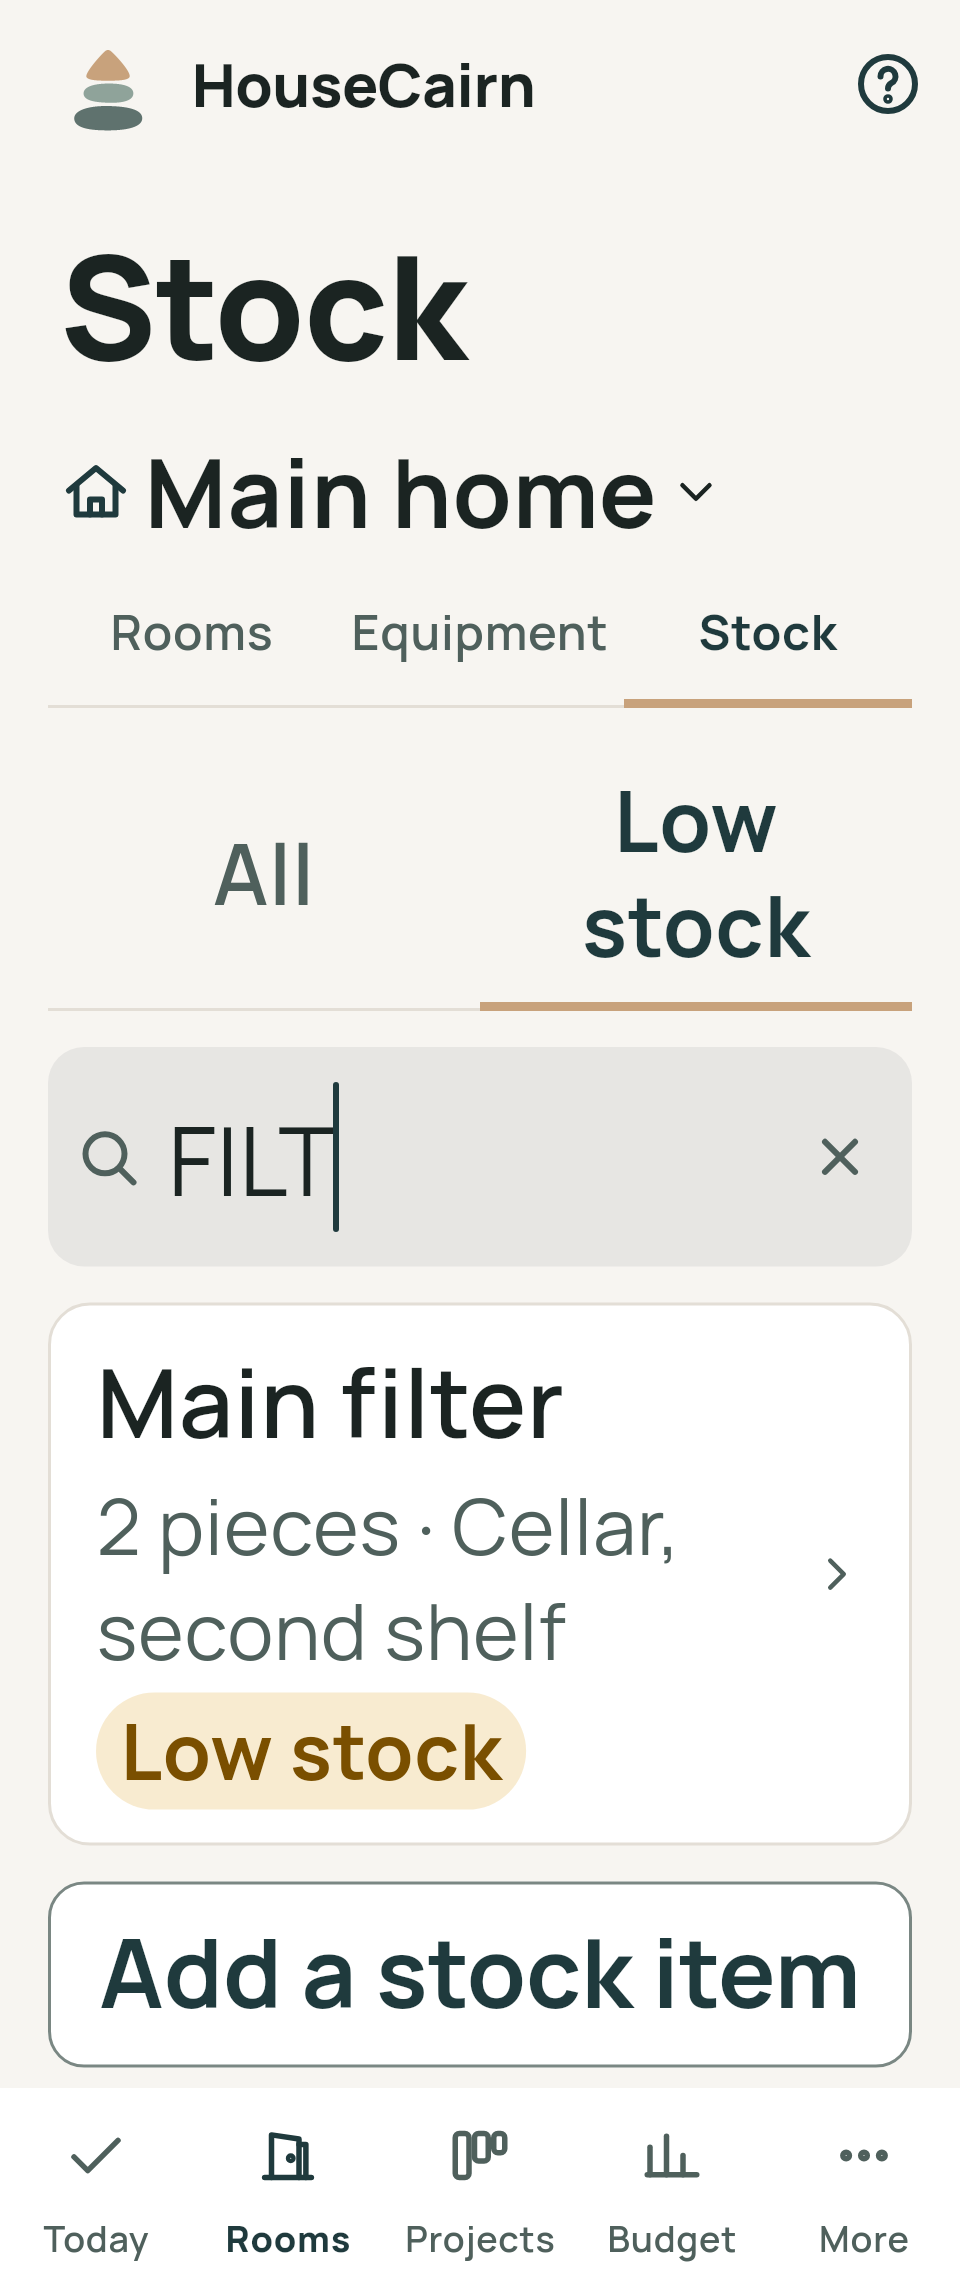 HouseCairn
Stock
Main home
Rooms Equipment Stock
All
Low
stock
FILT
Main filter
2 pieces · Cellar,
second shelf
Low stock
Add a stock item
Today Rooms Projects Budget More